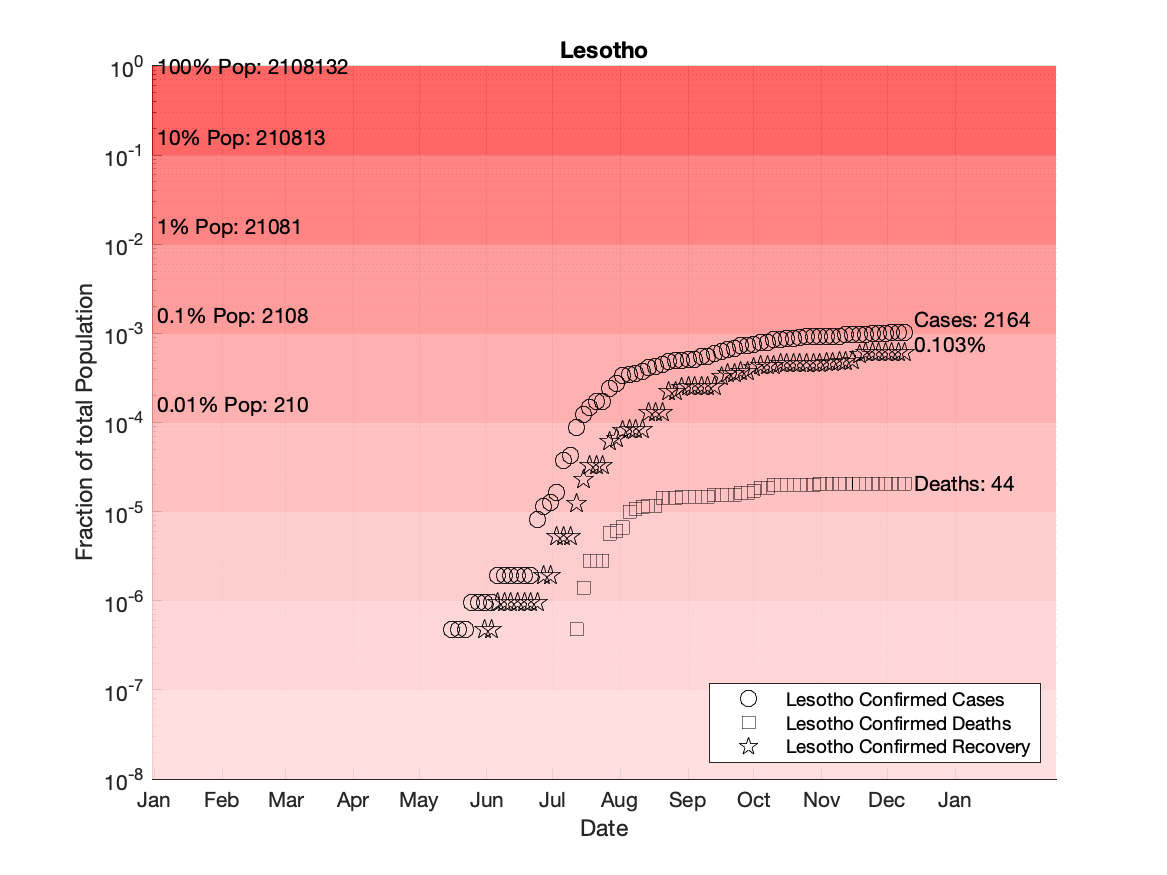 Lesotho
10^0
100% Pop: 2108132
10% Pop: 210813
10^-1
1% Pop: 21081
10^-2
0.1% Pop: 2108
10^-3
Cases: 2164
0.103%
0.01% Pop: 210
10^-4
Deaths: 44
10^-5
10^-6
10^-7
10^-8
Fraction of total Population
Lesotho Confirmed Cases
Lesotho Confirmed Deaths
Lesotho Confirmed Recovery
Jan Feb Mar Apr May Jun Jul Aug Sep Oct Nov Dec Jan
Date